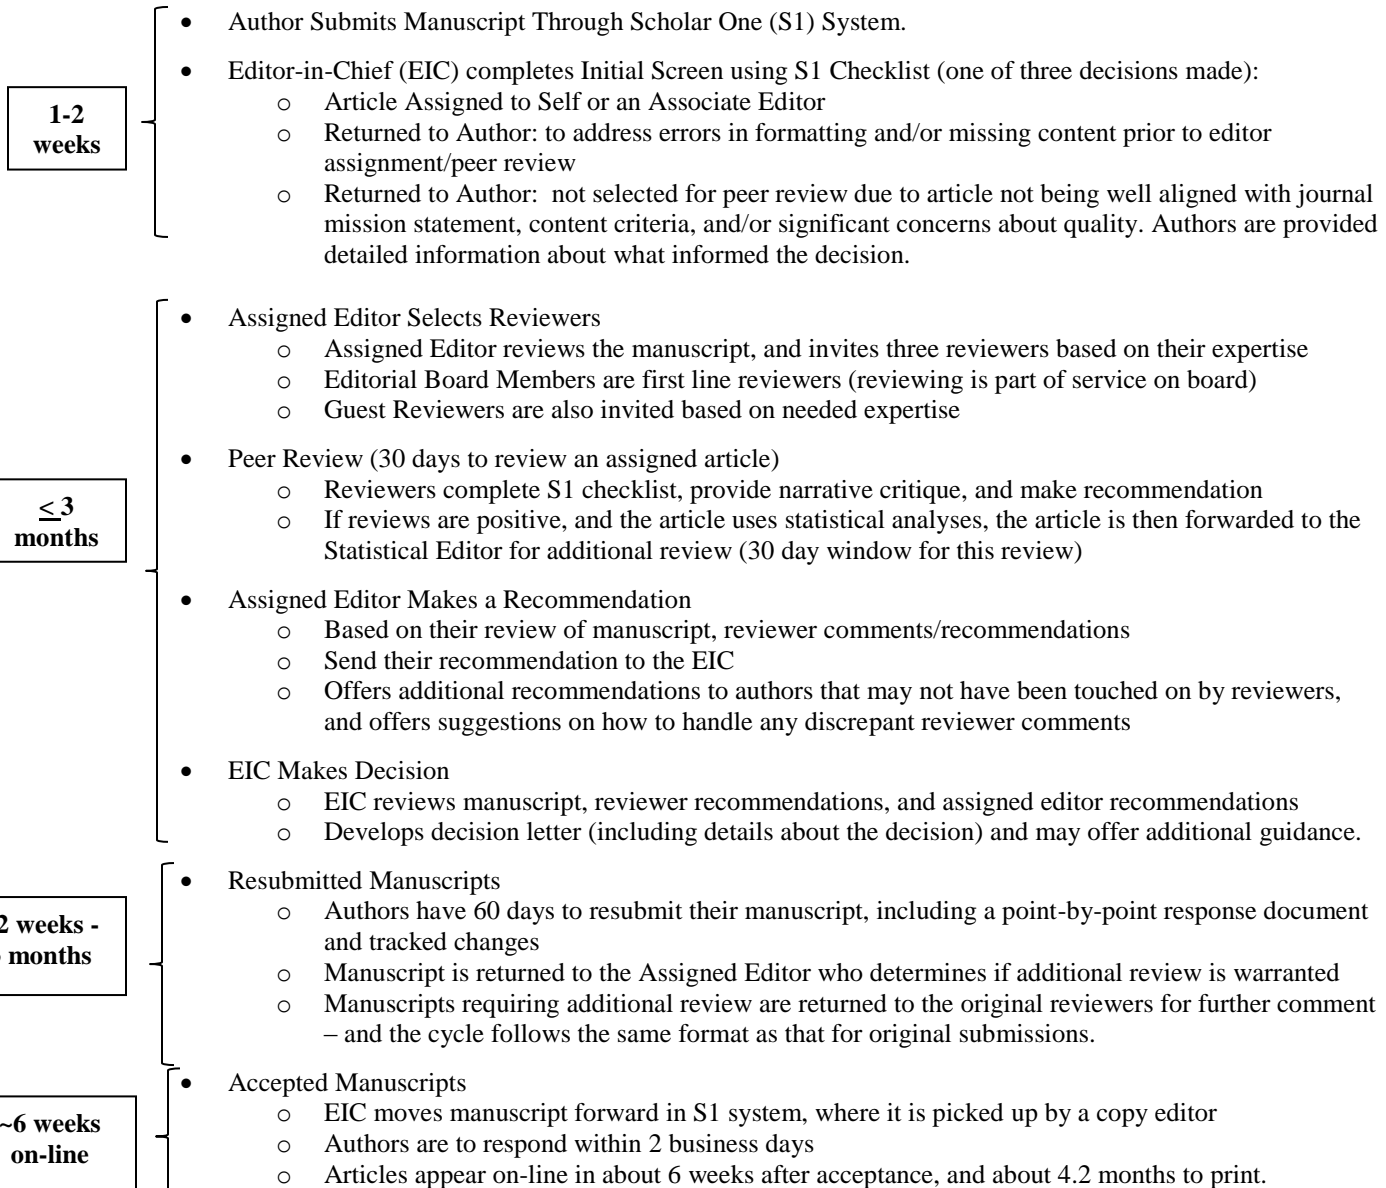 • Author Submits Manuscript Through Scholar One (S1) System.
• Editor-in-Chief (EIC) completes Initial Screen using S1 Checklist (one of three decisions made):
o Article Assigned to Self or an Associate Editor
1-2
weeks
o Returned to Author: to address errors in formatting and/or missing content prior to editor
assignment/peer review
o Returned to Author: not selected for peer review due to article not being well aligned with journal
mission statement, content criteria, and/or significant concerns about quality. Authors are provided
detailed information about what informed the decision.
• Assigned Editor Selects Reviewers
o Assigned Editor reviews the manuscript, and invites three reviewers based on their expertise
o Editorial Board Members are first line reviewers (reviewing is part of service on board)
o Guest Reviewers are also invited based on needed expertise
• Peer Review (30 days to review an assigned article)
o Reviewers complete S1 checklist, provide narrative critique, and make recommendation
< 3
months
o If reviews are positive, and the article uses statistical analyses, the article is then forwarded to the
Statistical Editor for additional review (30 day window for this review)
• Assigned Editor Makes a Recommendation
o Based on their review of manuscript, reviewer comments/recommendations
o Send their recommendation to the EIC
o Offers additional recommendations to authors that may not have been touched on by reviewers,
and offers suggestions on how to handle any discrepant reviewer comments
• EIC Makes Decision
o EIC reviews manuscript, reviewer recommendations, and assigned editor recommendations
o Develops decision letter (including details about the decision) and may offer additional guidance.
• Resubmitted Manuscripts
2 weeks -
months
o Authors have 60 days to resubmit their manuscript, including a point-by-point response document
and tracked changes
o Manuscript is returned to the Assigned Editor who determines if additional review is warranted
o Manuscripts requiring additional review are returned to the original reviewers for further comment
– and the cycle follows the same format as that for original submissions.
• Accepted Manuscripts
~6 weeks
on-line
o EIC moves manuscript forward in S1 system, where it is picked up by a copy editor
o Authors are to respond within 2 business days
o Articles appear on-line in about 6 weeks after acceptance, and about 4.2 months to print.